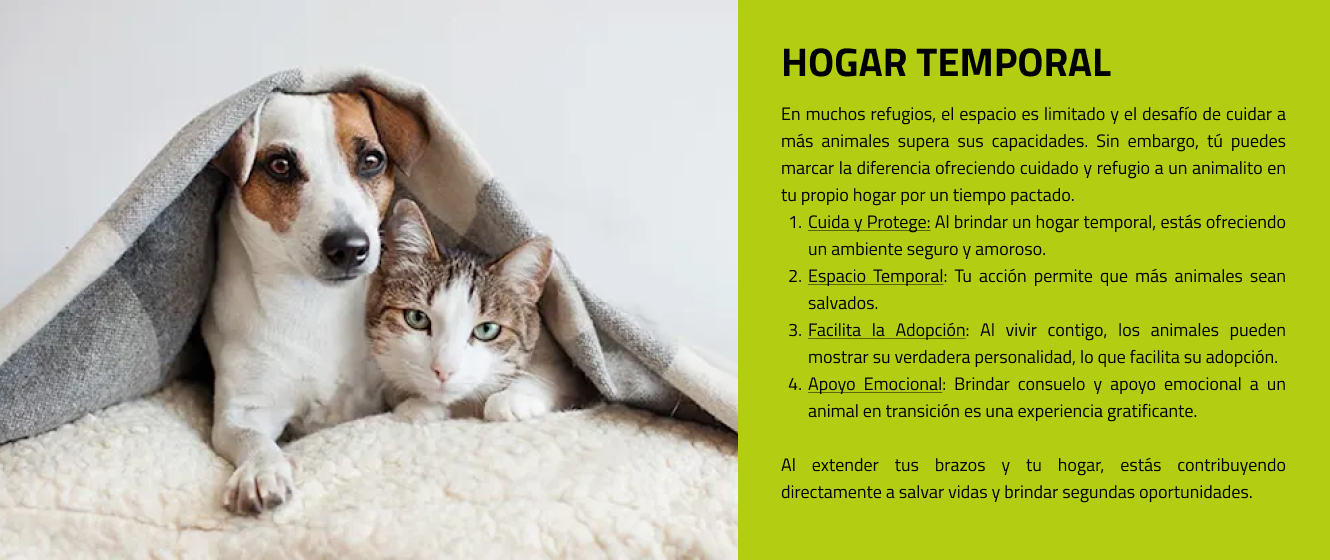 HOGAR TEMPORAL
En muchos refugios, el espacio es limitado y el desafío de cuidar a
más animales supera sus capacidades. Sin embargo, tú puedes
marcar la diferencia ofreciendo cuidado y refugio a un animalito en
tu propio hogar por un tiempo pactado.
1. Cuida y Protege: Al brindar un hogar temporal, estás ofreciendo
un ambiente seguro y amoroso.
2. Espacio Temporal: Tu acción permite que más animales sean
salvados.
3. Facilita la Adopción: Al vivir contigo, los animales pueden
mostrar su verdadera personalidad, lo que facilita su adopción.
4. Apoyo Emocional: Brindar consuelo y apoyo emocional a un
animal en transición es una experiencia gratificante.
Al extender tus brazos y tu hogar, estás contribuyendo
directamente a salvar vidas y brindar segundas oportunidades.